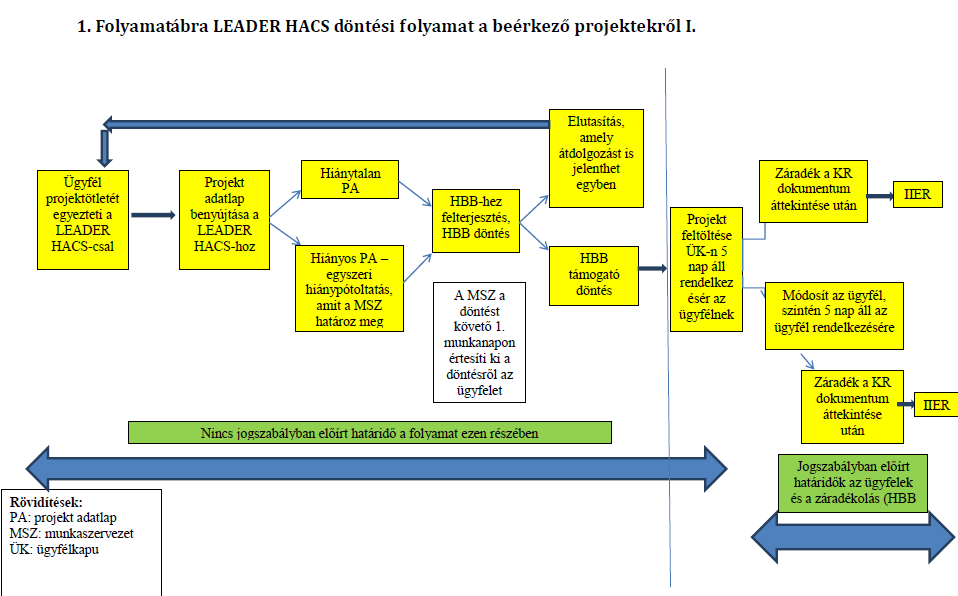 1. Folyamatábra LEADER HACS döntési folyamat a beérkező projektekről I.
Ügyfél
projektötletét
egyezteti a
LEADER
HACS-csal
Projekt
adatlap
benyújtása a
LEADER
HACS-hoz
Hiánytalan
PA
Hiányos PA –
egyszeri
hiánypótoltatás,
amit a MSZ
határoz meg
HBB-hez
felterjesztés,
HBB döntés
A MSZ a
döntést
követő 1.
munkanapon
értesíti ki a
döntésről az
ügyfelet
Elutasítás,
amely
átdolgozást is
jelenthet
egyben
HBB
támogató
döntés
Projekt
feltöltése
ÜK-n 5
nap áll
rendelkez
ésér az
ügyfélnek
Záradék a KR
dokumentum
áttekintése után
IIER
Módosít az ügyfél,
szintén 5 nap áll az
ügyfél rendelkezésére
Záradék a KR
dokumentum
áttekintése
után
IIER
Nincs jogszabályban előírt határidő a folyamat ezen részében
Jogszabályban előírt
határidők az ügyfelek
és a záradékolás (HBB
Rövidítések:
PA: projekt adatlap
MSZ: munkaszervezet
ÜK: ügyfélkapu